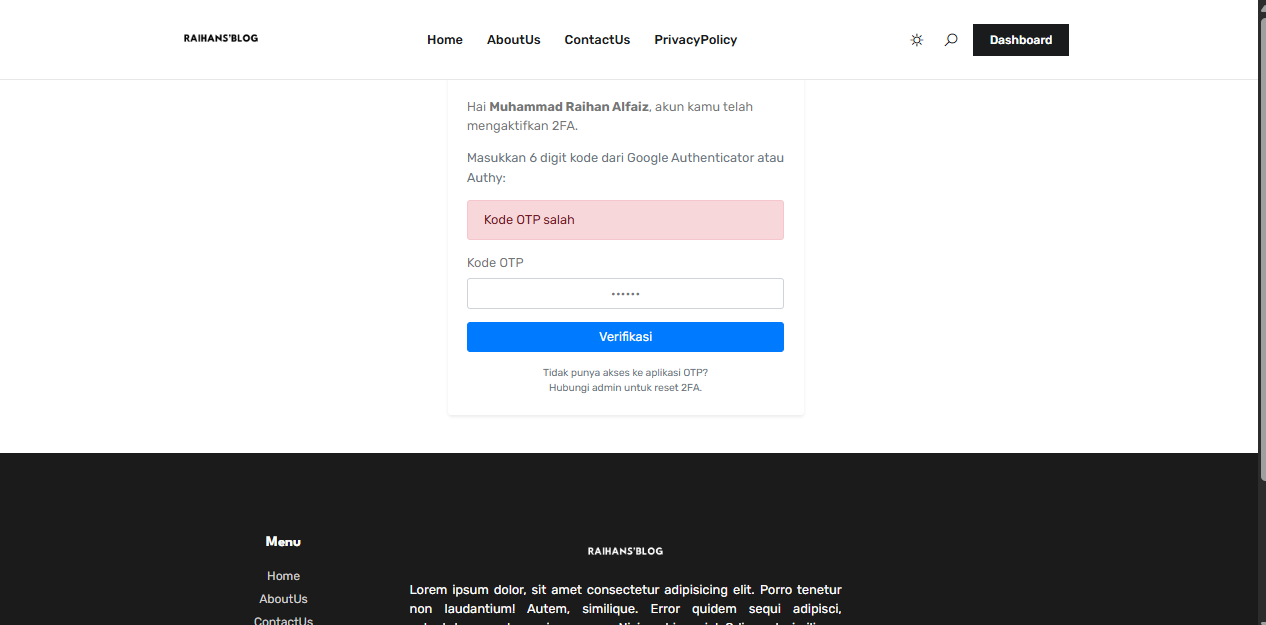 RAIHANS'BLOG
Home
AboutUs
ContactUs
PrivacyPolicy
Dashboard
Hai Muhammad Raihan Alfaiz, akun kamu telah
mengaktifkan 2FA.
Masukkan 6 digit kode dari Google Authenticator atau
Authy:
Kode OTP salah
Kode OTP
••••••
Verifikasi
Tidak punya akses ke aplikasi OTP?
Hubungi admin untuk reset 2FA.
Menu
Home
AboutUs
ContactUs
RAIHANS'BLOG
Lorem ipsum dolor, sit amet consectetur adipisicing elit. Porro tenetur
non laudantium! Autem, similique. Error quidem sequi adipisci,